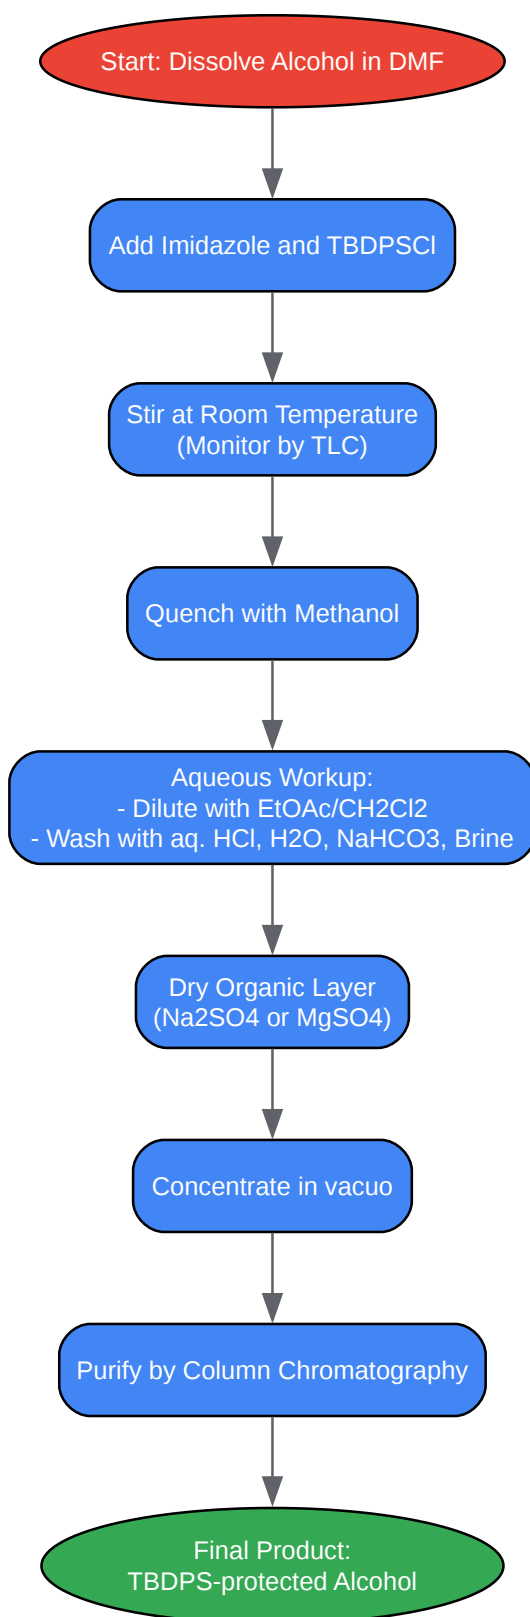 Start: Dissolve Alcohol in DMF
Add Imidazole and TBDPSCl
Stir at Room Temperature
(Monitor by TLC)
Quench with Methanol
Aqueous Workup:
- Dilute with EtOAc/CH2Cl2
- Wash with aq. HCl, H2O, NaHCO3, Brine
Dry Organic Layer
(Na2SO4 or MgSO4)
Concentrate in vacuo
Purify by Column Chromatography
Final Product:
TBDPS-protected Alcohol